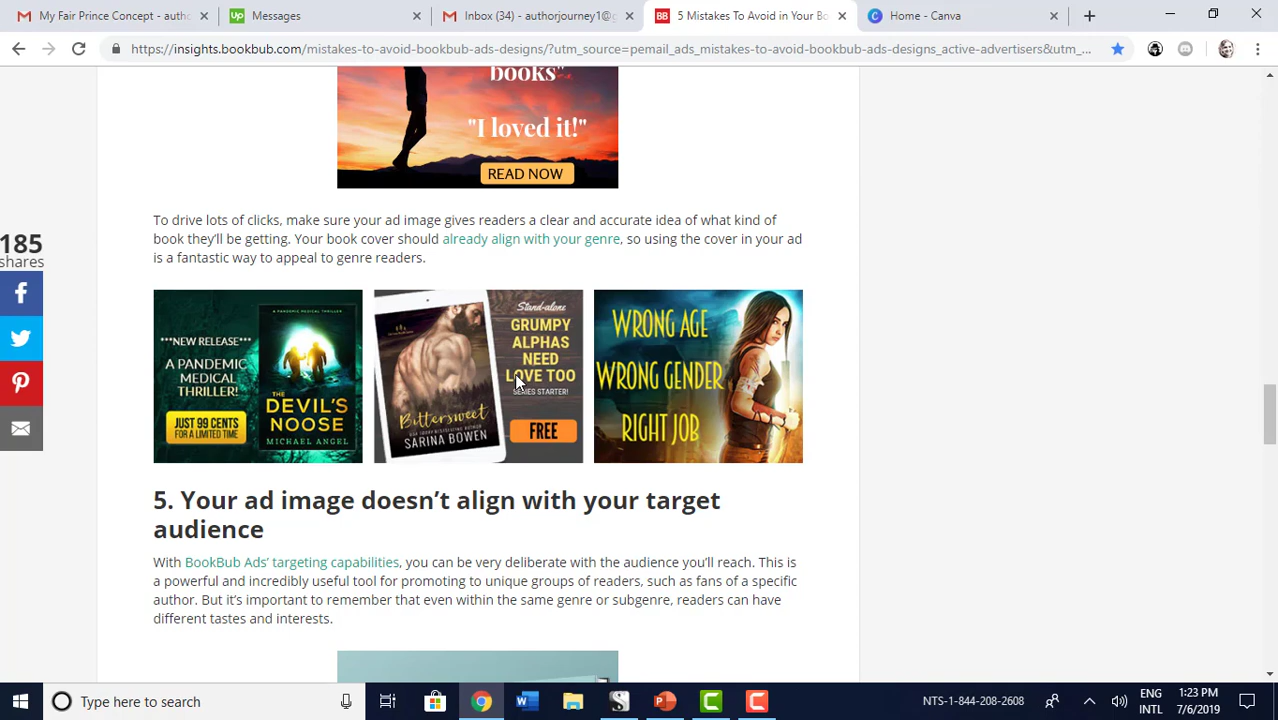 My Fair Prince Concept - autho
Messages
Inbox (34) - authorjourney1@g
5 Mistakes To Avoid in Your Bo
Home - Canva
https://insights.bookbub.com/mistakes-to-avoid-bookbub-ads-designs/?utm_source=pemail_ads_mistakes-to-avoid-bookbub-ads-designs_active-advertisers&utm_...
books"
"I loved it!"
READ NOW
To drive lots of clicks, make sure your ad image gives readers a clear and accurate idea of what kind of
book they'll be getting. Your book cover should already align with your genre, so using the cover in your ad
is a fantastic way to appeal to genre readers.
185
shares
***NEW RELEASE***
A PANDEMIC
MEDICAL
THRILLER!
JUST 99 CENTS
FOR A LIMITED TIME
A PANDEMIC MEDICAL THRILLER
THE
DEVIL'S
NOOSE
MICHAEL ANGEL
Bittersweet
SARINA BOWEN
Stand-alone
GRUMPY
ALPHAS
NEED
LOVE TOO
SERIES STARTER!
FREE
WRONG AGE
WRONG GENDER
RIGHT JOB
5. Your ad image doesn't align with your target
audience
With BookBub Ads' targeting capabilities, you can be very deliberate with the audience you'll reach. This is
a powerful and incredibly useful tool for promoting to unique groups of readers, such as fans of a specific
author. But it's important to remember that even within the same genre or subgenre, readers can have
different tastes and interests.
Type here to search
NTS-1-844-208-2608
ENG
INTL
1:23 PM
7/6/2019